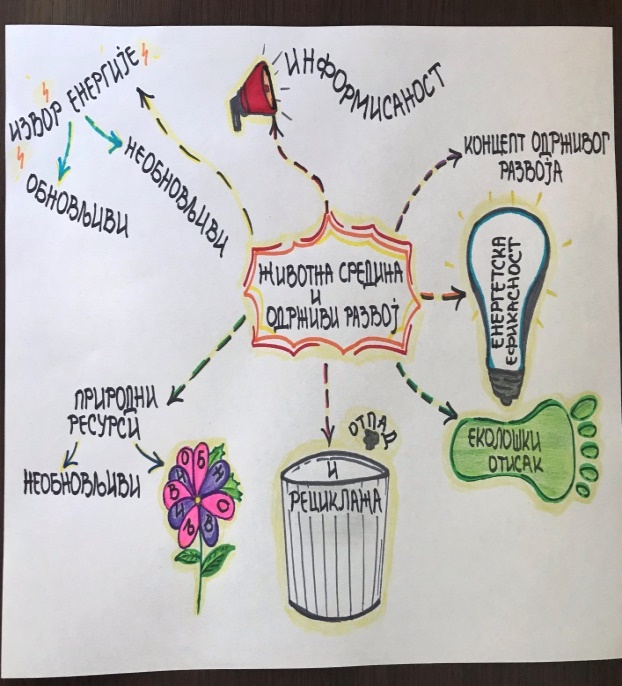 ИЗВОР ЕНЕРГИЈЕ
ОБНОВЉИВИ
НЕОБНОВЉИВИ
ИНФОРМИСАНОСТ
КОНЦЕПТ ОДРЖИВОГ
РАЗВОЈА
ЖИВОТНА СРЕДИНА
И
ОДРЖИВИ РАЗВОЈ
ЕНЕРГЕТСКА
ЕФИКАСНОСТ
ЕКОЛОШКИ
ОТИСАК
ОТПАД
И
РЕЦИКЛАЖА
ПРИРОДНИ
РЕСУРСИ
НЕОБНОВЉИВИ
ОБНОВЉИВИ